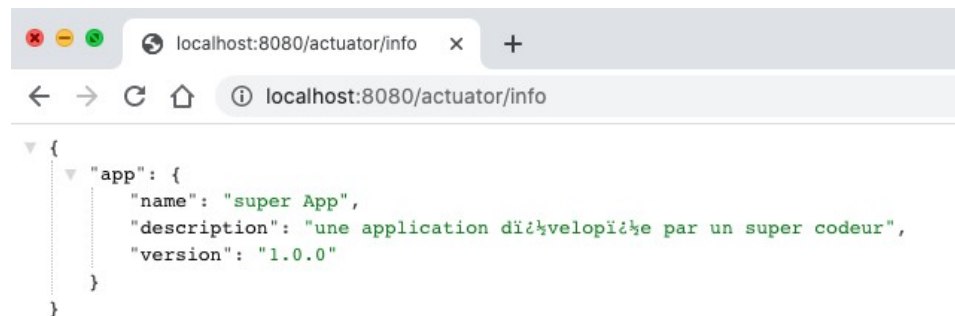 localhost:8080/actuator/info
localhost:8080/actuator/info
{
"app": {
"name": "super App",
"description": "une application dï¿½velopï¿½e par un super codeur",
"version": "1.0.0"
}
}